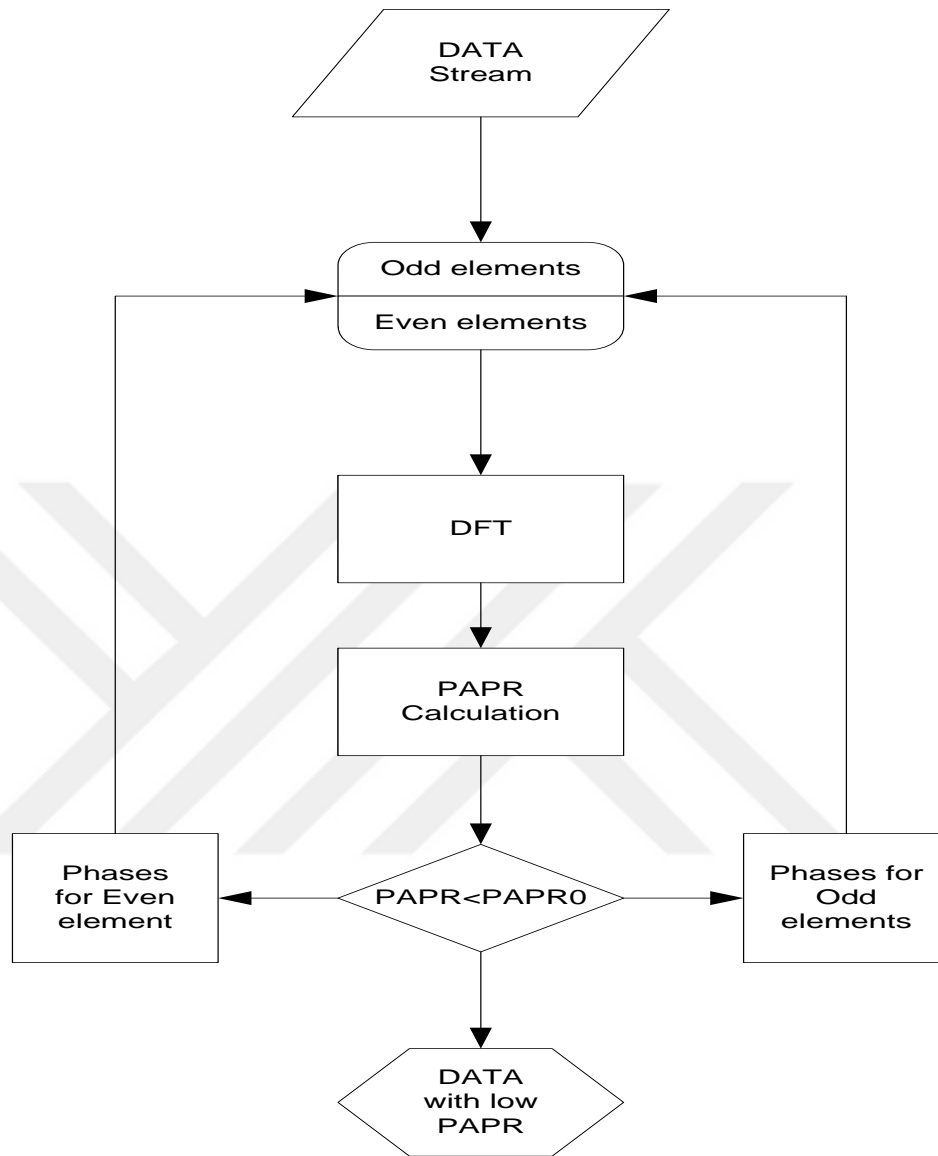 DATA
Stream
Odd elements
Even elements
DFT
PAPR
Calculation
Phases
for Even
element
PAPR<PAPR0
Phases for
Odd
elements
DATA
with low
PAPR